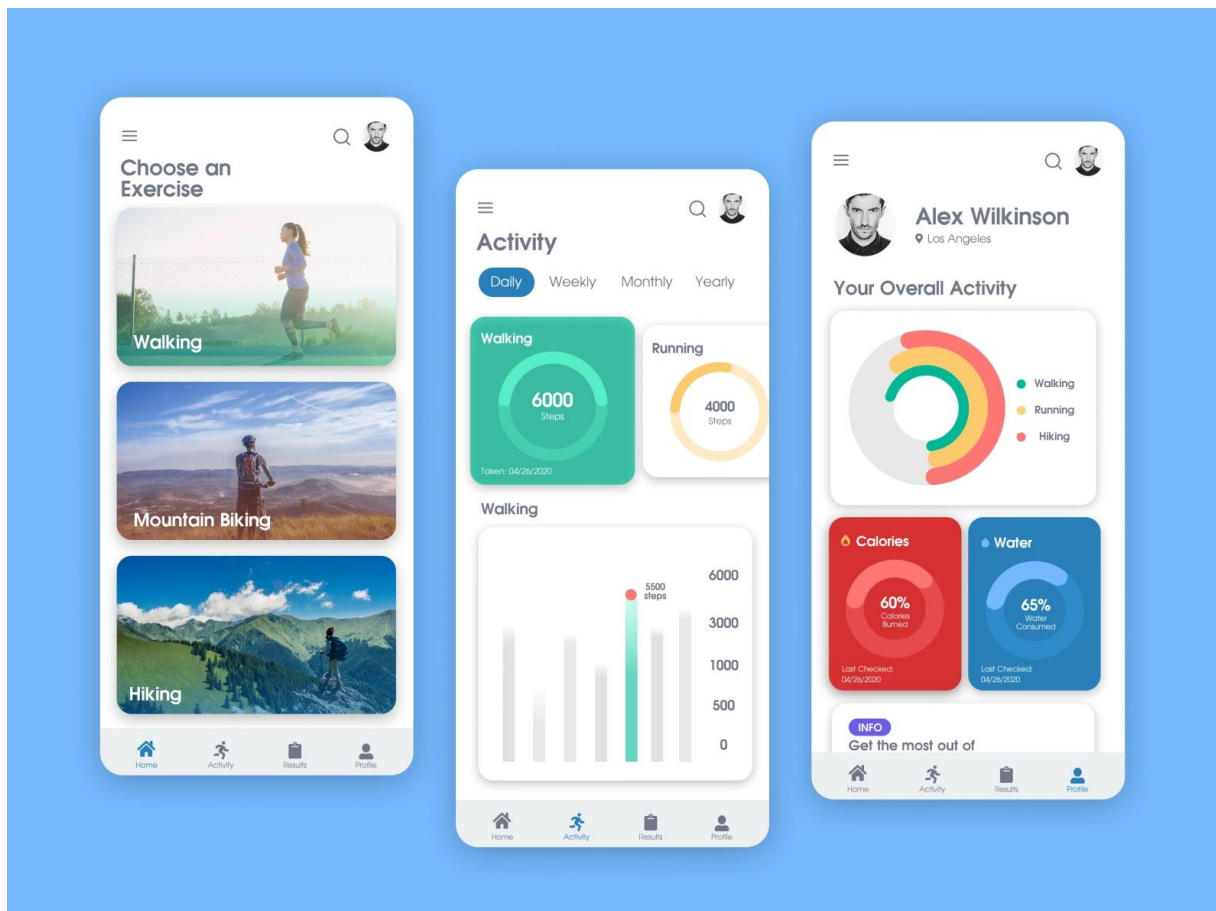 Choose an
Exercise
Walking
Mountain Biking
Hiking
Home
Activity
Results
Profile
Activity
Daily
Weekly
Monthly
Yearly
Walking
6000
Steps
Taken: 04/26/2020
Running
4000
Steps
Walking
5500
steps
6000
3000
1000
500
0
Home
Activity
Results
Profile
Alex Wilkinson
Los Angeles
Your Overall Activity
Walking
Running
Hiking
Calories
60%
Calories
Burned
Last Checked:
04/26/2020
Water
65%
Water
Consumed
Last Checked:
04/26/2020
INFO
Get the most out of
Home
Activity
Results
Profile